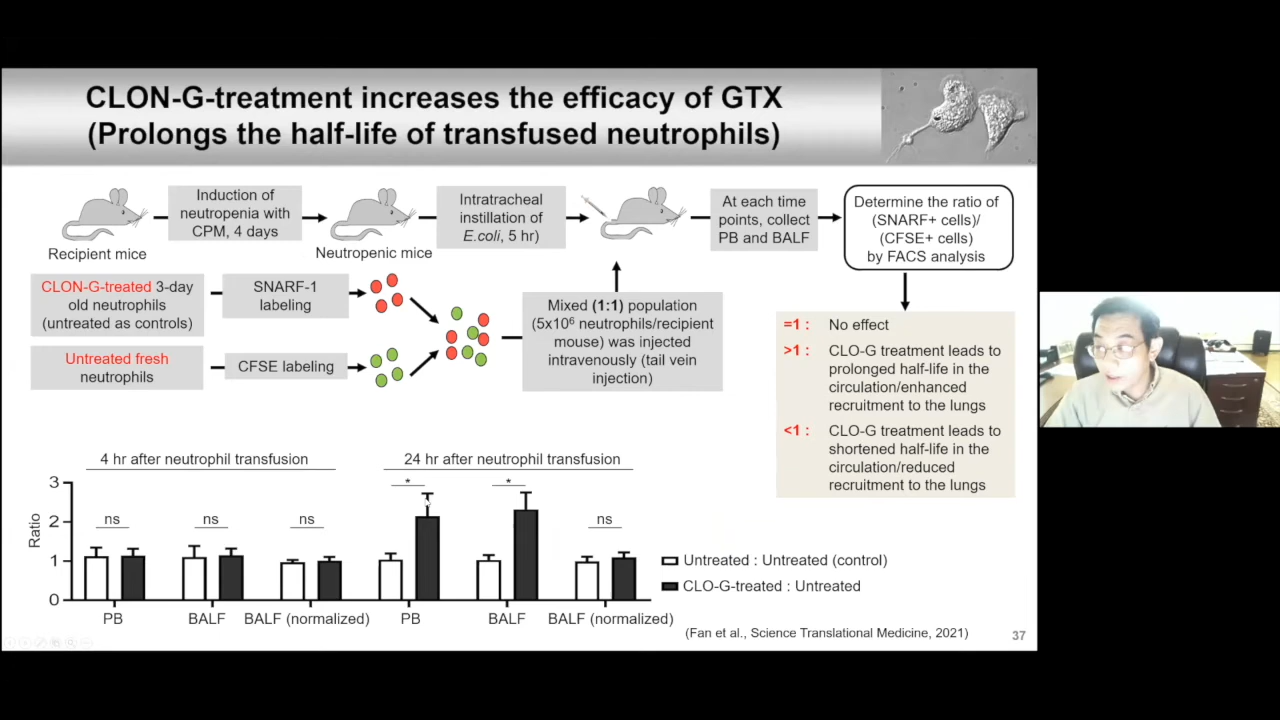 CLON-G-treatment increases the efficacy of GTX
(Prolongs the half-life of transfused neutrophils)
Recipient mice
Induction of
neutropenia with
CPM, 4 days
Neutropenic mice
Intratracheal
instillation of
E.coli, 5 hr)
At each time
points, collect
PB and BALF
Determine the ratio of
(SNARF+ cells)/
(CFSE+ cells)
by FACS analysis
CLON-G-treated 3-day
old neutrophils
(untreated as controls)
SNARF-1
labeling
Untreated fresh
neutrophils
CFSE labeling
Mixed (1:1) population
(5x10⁶ neutrophils/recipient
mouse) was injected
intravenously (tail vein
injection)
=1 : No effect
>1 : CLO-G treatment leads to
prolonged half-life in the
circulation/enhanced
recruitment to the lungs
<1 : CLO-G treatment leads to
shortened half-life in the
circulation/reduced
recruitment to the lungs
4 hr after neutrophil transfusion
24 hr after neutrophil transfusion
Ratio
3
2
1
0
ns
ns
ns
*
*
ns
PB
BALF
BALF (normalized)
PB
BALF
BALF (normalized)
Untreated : Untreated (control)
CLO-G-treated : Untreated
(Fan et al., Science Translational Medicine, 2021)
37